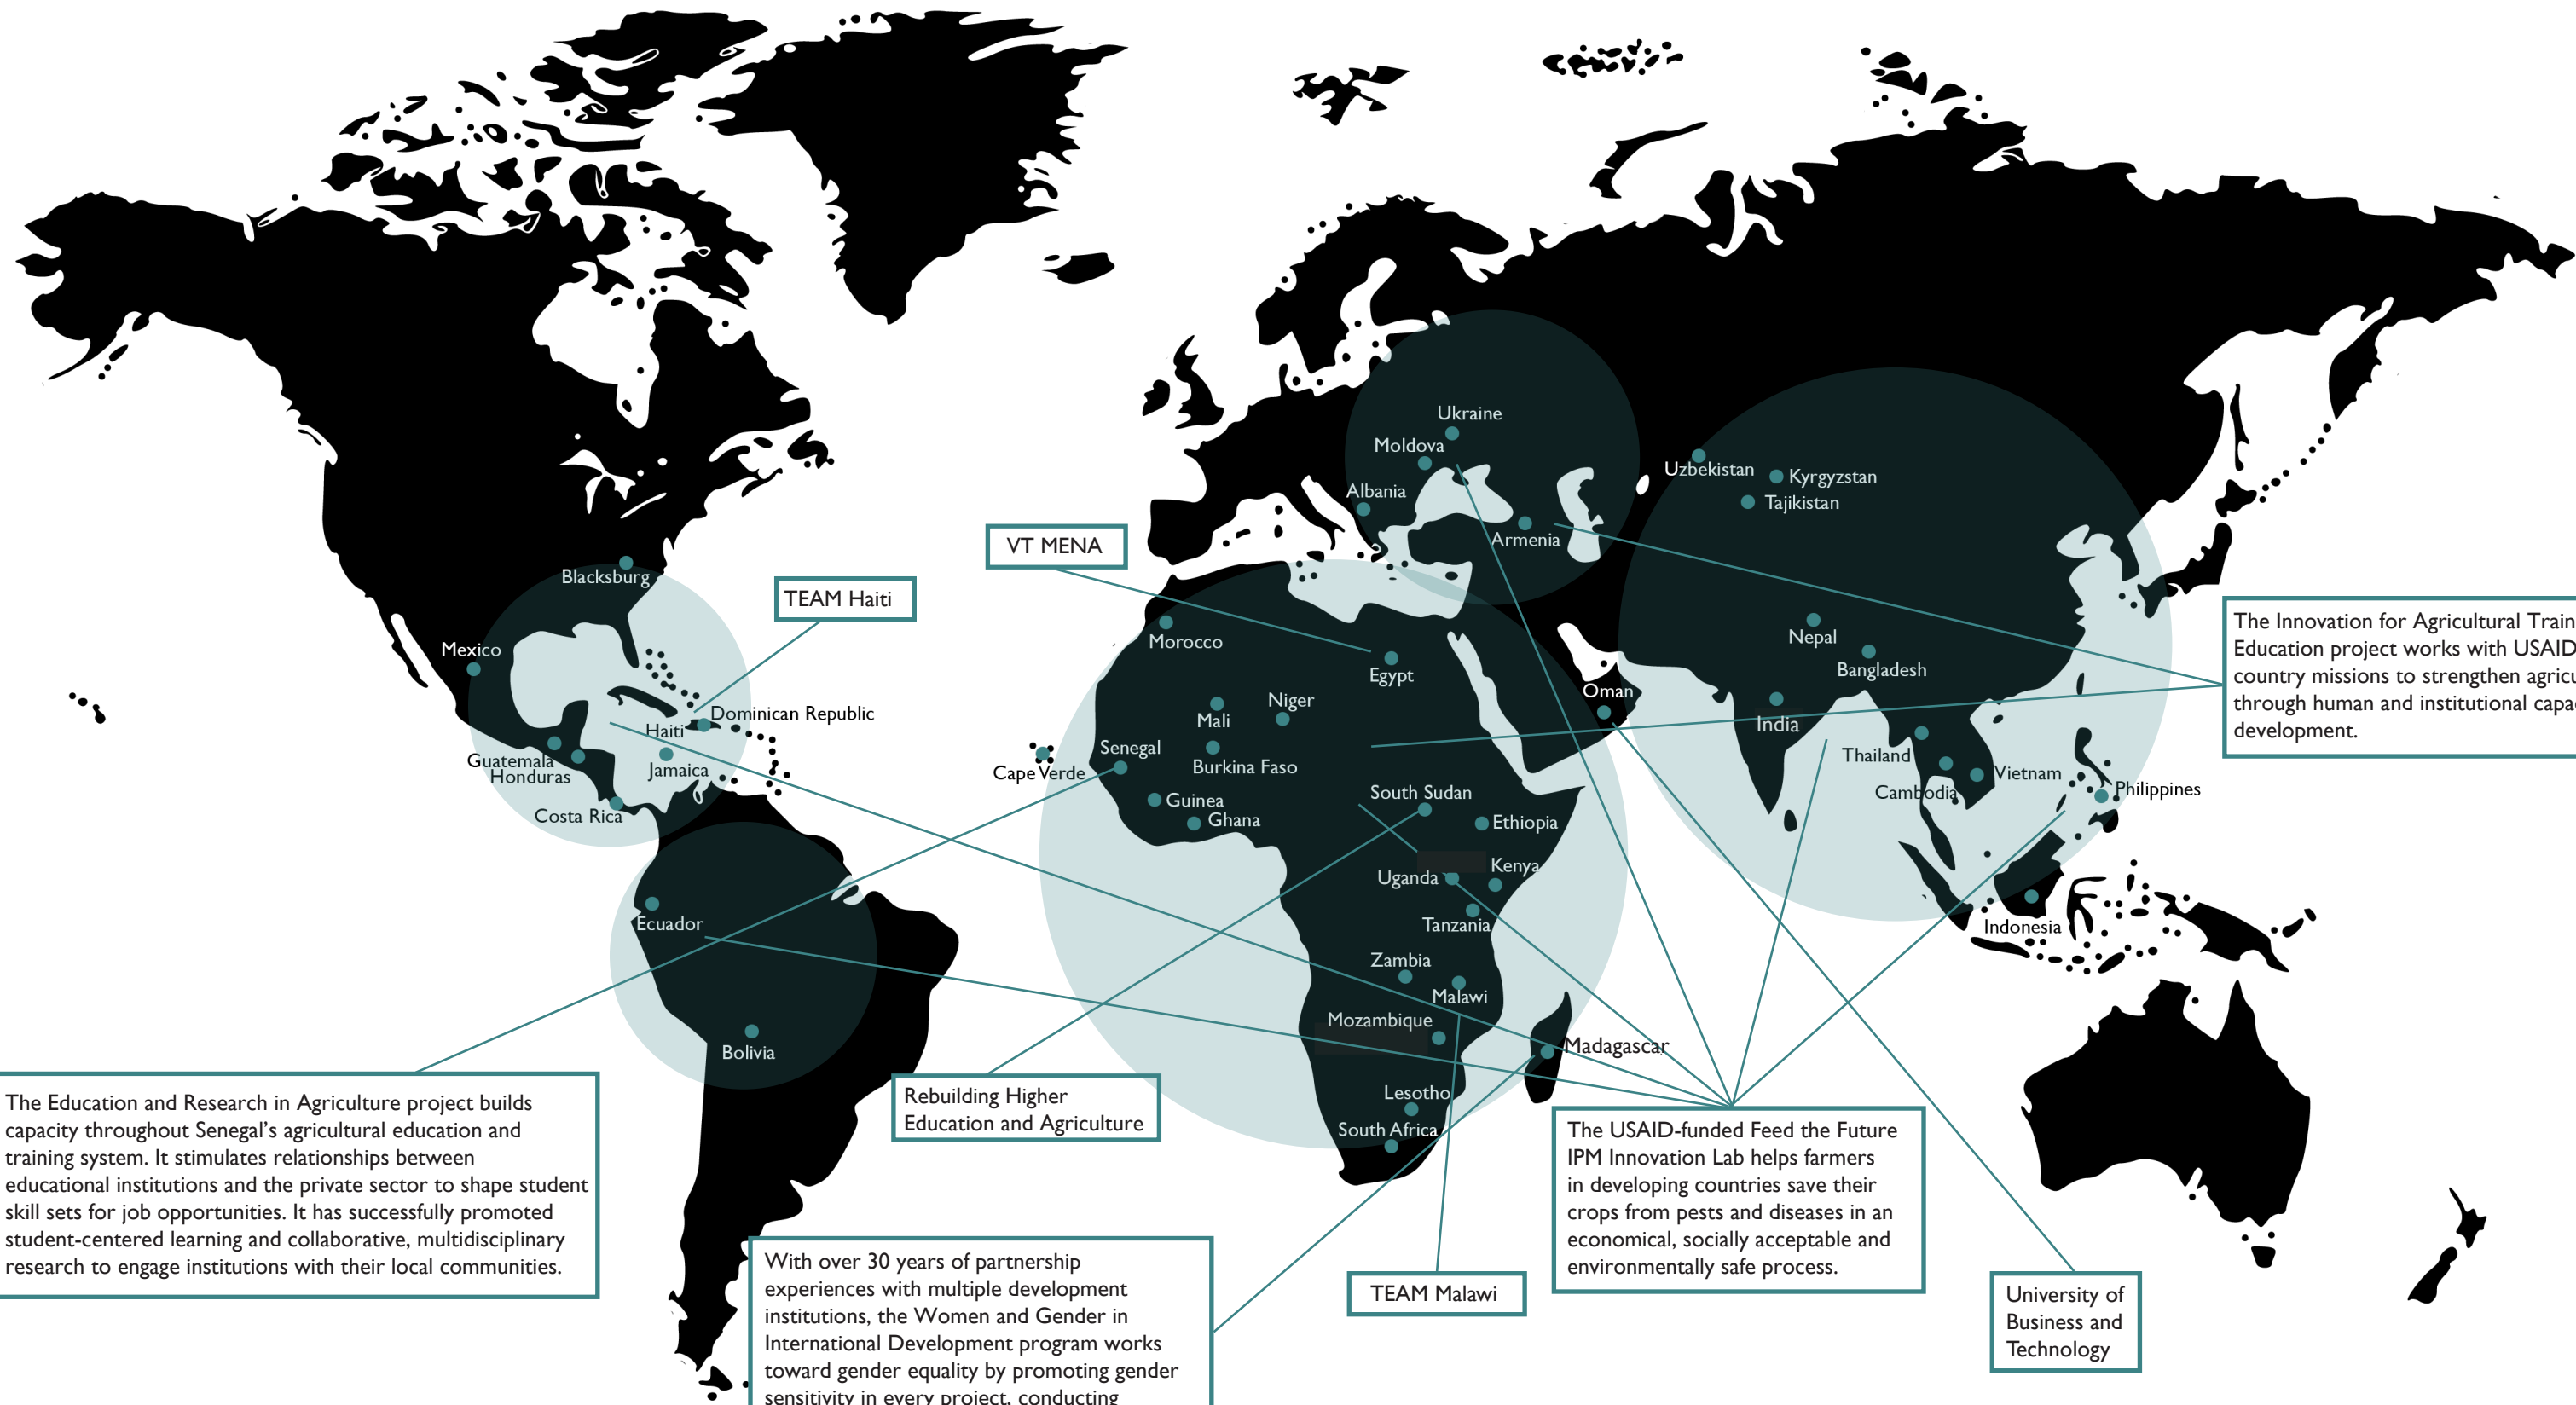 Ukraine
Moldova
Albania
Armenia
Uzbekistan
Kyrgyzstan
Tajikistan
VT MENA
Blacksburg
TEAM Haiti
Mexico
Dominican Republic
Haiti
Guatemala
Honduras
Jamaica
Costa Rica
Morocco
Egypt
Mali
Niger
Senegal
Cape Verde
Burkina Faso
Guinea
Ghana
South Sudan
Ethiopia
Kenya
Uganda
Tanzania
Zambia
Malawi
Mozambique
Madagascar
Lesotho
South Africa
Oman
Nepal
Bangladesh
India
Thailand
Cambodia
Vietnam
Philippines
Indonesia
Ecuador
Bolivia
The Innovation for Agricultural Train
Education project works with USAID
country missions to strengthen agricu
through human and institutional capa
development.
The Education and Research in Agriculture project builds
capacity throughout Senegal’s agricultural education and
training system. It stimulates relationships between
educational institutions and the private sector to shape student
skill sets for job opportunities. It has successfully promoted
student-centered learning and collaborative, multidisciplinary
research to engage institutions with their local communities.
Rebuilding Higher
Education and Agriculture
With over 30 years of partnership
experiences with multiple development
institutions, the Women and Gender in
International Development program works
toward gender equality by promoting gender
sensitivity in every project, conducting
TEAM Malawi
The USAID-funded Feed the Future
IPM Innovation Lab helps farmers
in developing countries save their
crops from pests and diseases in an
economical, socially acceptable and
environmentally safe process.
University of
Business and
Technology